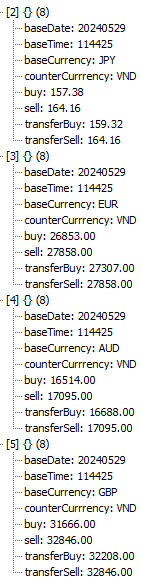 [2] {} (8)
baseDate: 20240529
baseTime: 114425
baseCurrrency: JPY
counterCurrrency: VND
buy: 157.38
sell: 164.16
transferBuy: 159.32
transferSell: 164.16
[3] {} (8)
baseDate: 20240529
baseTime: 114425
baseCurrrency: EUR
counterCurrrency: VND
buy: 26853.00
sell: 27858.00
transferBuy: 27307.00
transferSell: 27858.00
[4] {} (8)
baseDate: 20240529
baseTime: 114425
baseCurrrency: AUD
counterCurrrency: VND
buy: 16514.00
sell: 17095.00
transferBuy: 16688.00
transferSell: 17095.00
[5] {} (8)
baseDate: 20240529
baseTime: 114425
baseCurrrency: GBP
counterCurrrency: VND
buy: 31666.00
sell: 32846.00
transferBuy: 32208.00
transferSell: 32846.00